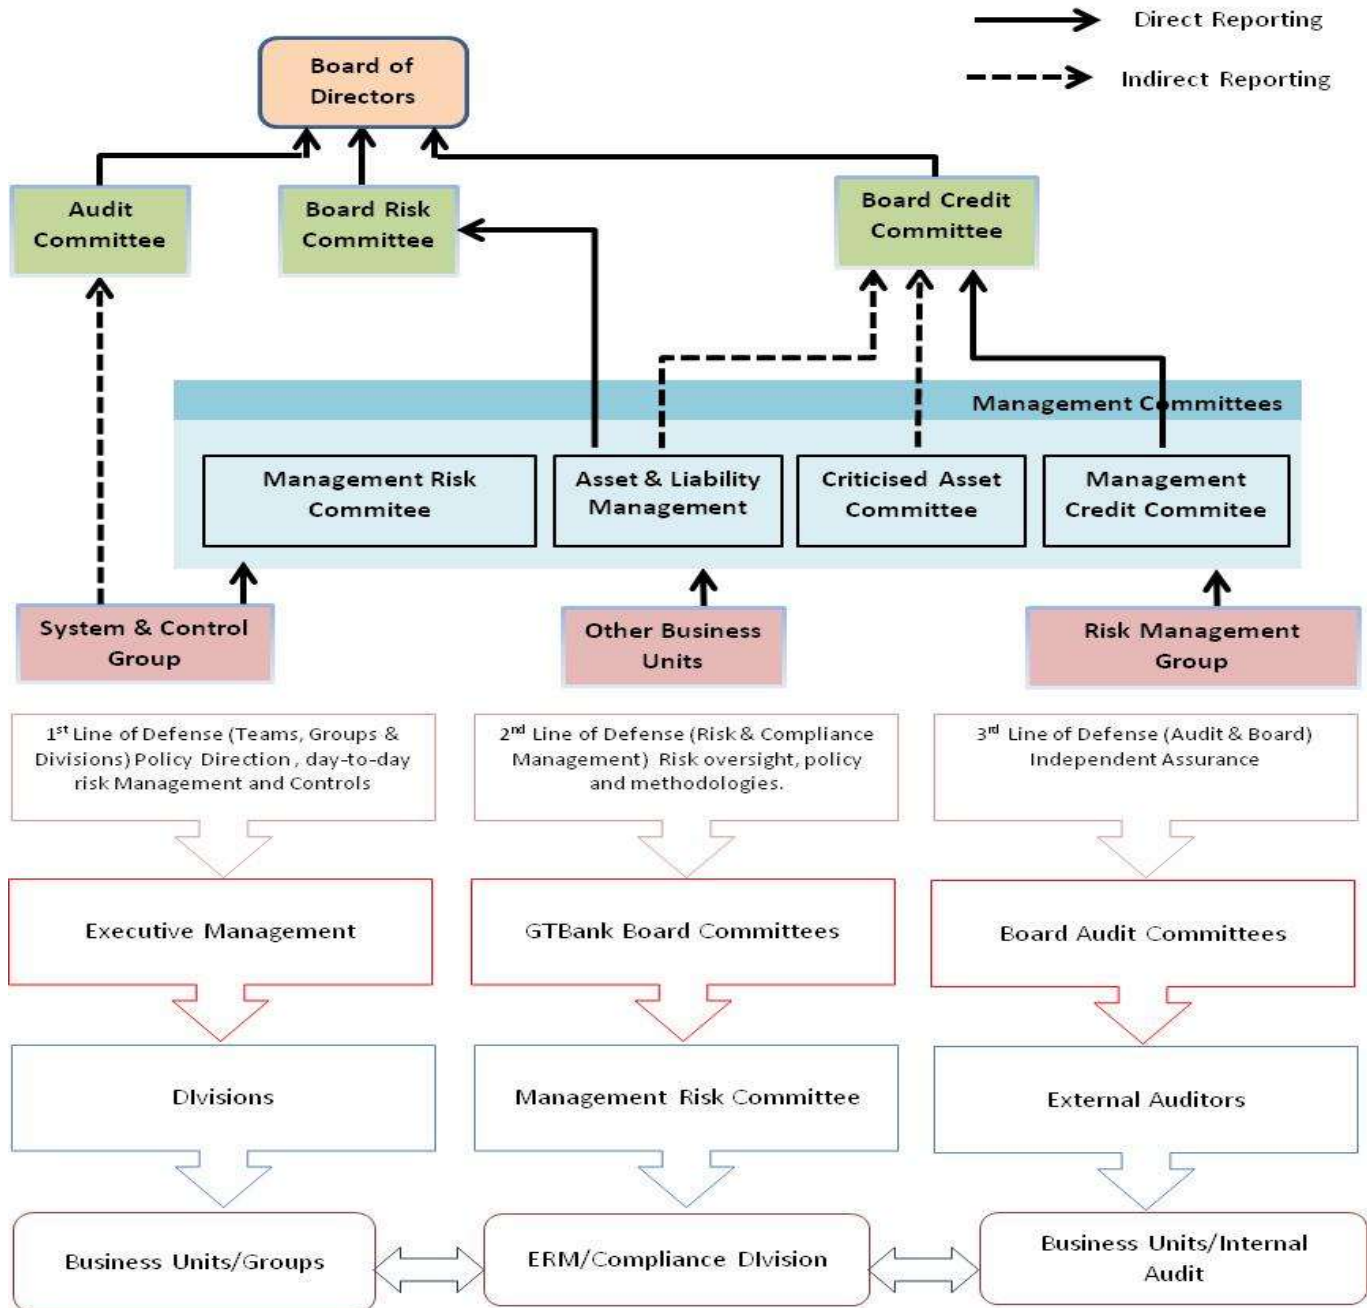 Direct Reporting
Indirect Reporting
Board of
Directors
Audit
Committee
Board Risk
Committee
Board Credit
Committee
Management Committees
Management Risk
Commitee
Asset & Liability
Management
Criticised Asset
Committee
Management
Credit Commitee
System & Control
Group
Other Business
Units
Risk Management
Group
1st Line of Defense (Teams, Groups &
Divisions) Policy Direction , day-to-day
risk Management and Controls
2nd Line of Defense (Risk & Compliance
Management) Risk oversight, policy
and methodologies.
3rd Line of Defense (Audit & Board)
Independent Assurance
Executive Management
GTBank Board Committees
Board Audit Committees
DIvisions
Management Risk Committee
External Auditors
Business Units/Groups
ERM/Compliance DIvision
Business Units/Internal
Audit